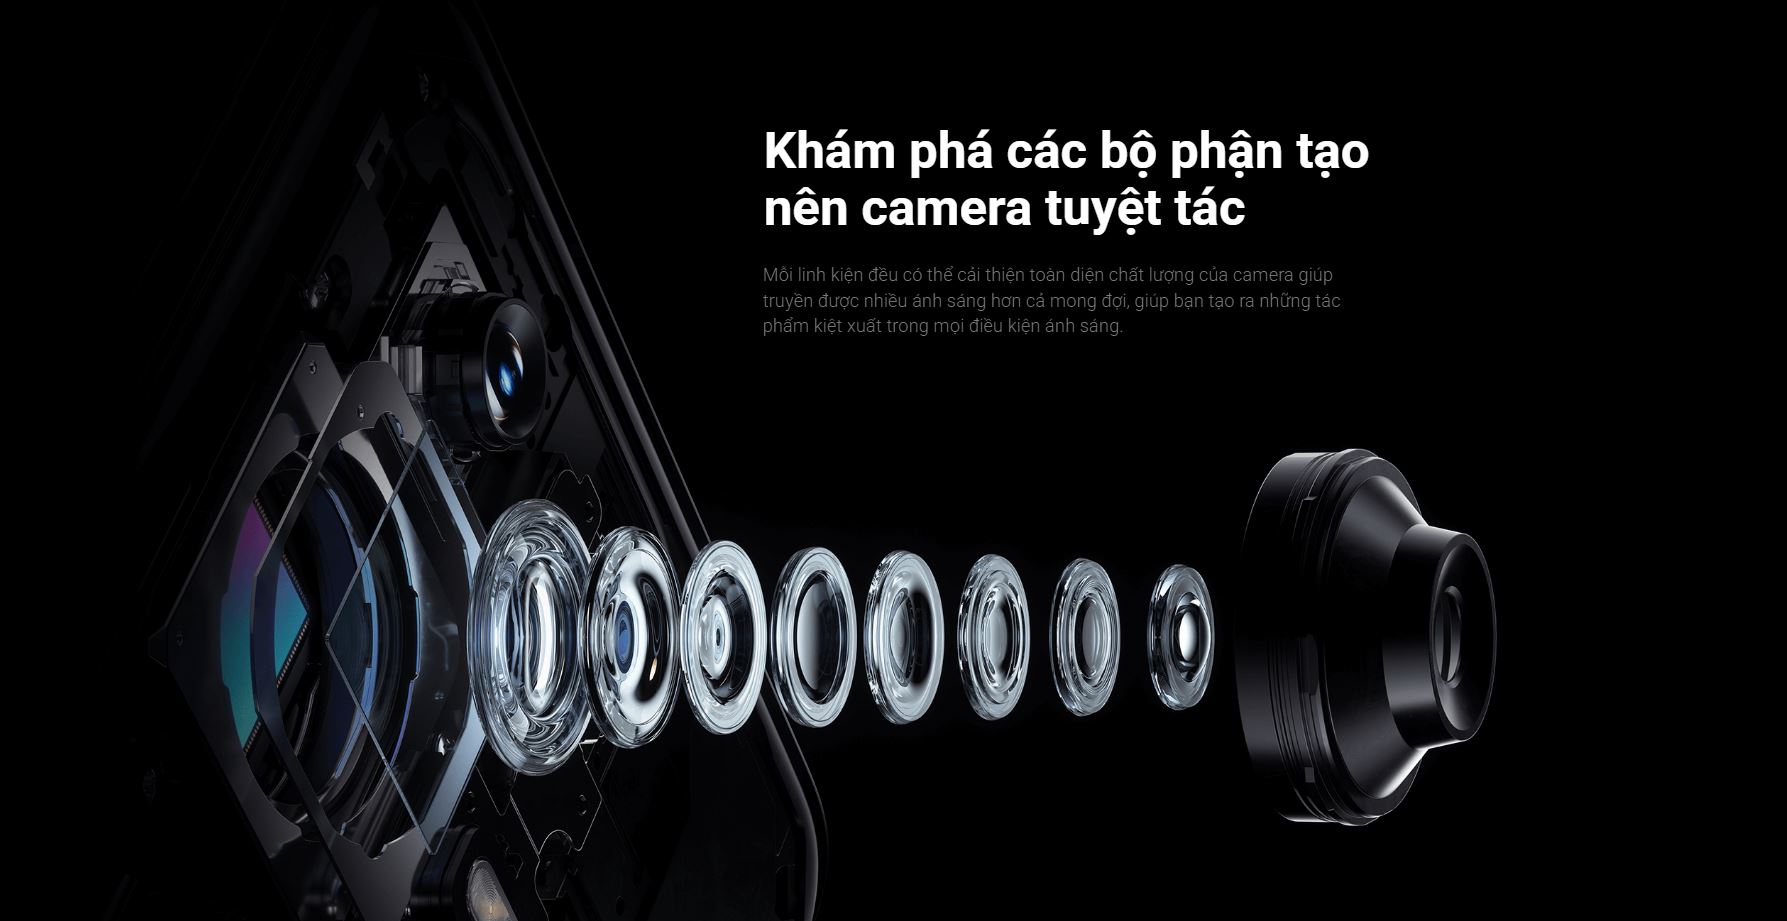 Khám phá các bộ phận tạo
nên camera tuyệt tác
Mỗi linh kiện đều có thể cải thiện toàn diện chất lượng của camera giúp
truyền được nhiều ánh sáng hơn cả mong đợi, giúp bạn tạo ra những tác
phẩm kiệt xuất trong mọi điều kiện ánh sáng.